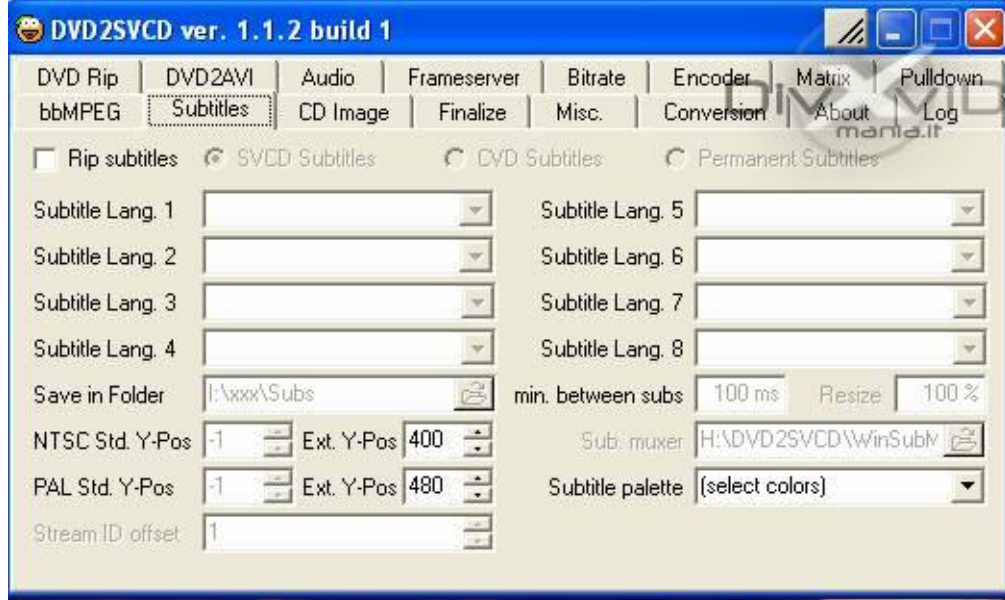 DVD2SVCD ver. 1.1.2 build 1
DVD Rip DVD2AVI Audio Frameserver Bitrate Encoder Matrix Pulldown
bbMPEG Subtitles CD Image Finalize Misc. Conversion About Log
mania.it
Rip subtitles SVCD Subtitles CVD Subtitles Permanent Subtitles
Subtitle Lang. 1 Subtitle Lang. 5
Subtitle Lang. 2 Subtitle Lang. 6
Subtitle Lang. 3 Subtitle Lang. 7
Subtitle Lang. 4 Subtitle Lang. 8
Save in Folder I:\xxx\Subs min. between subs 100 ms Resize 100 %
NTSC Std. Y-Pos -1 Ext. Y-Pos 400 Sub. muxer H:\DVD2SVCD\WinSubM
PAL Std. Y-Pos -1 Ext. Y-Pos 480 Subtitle palette (select colors)
Stream ID offset 1